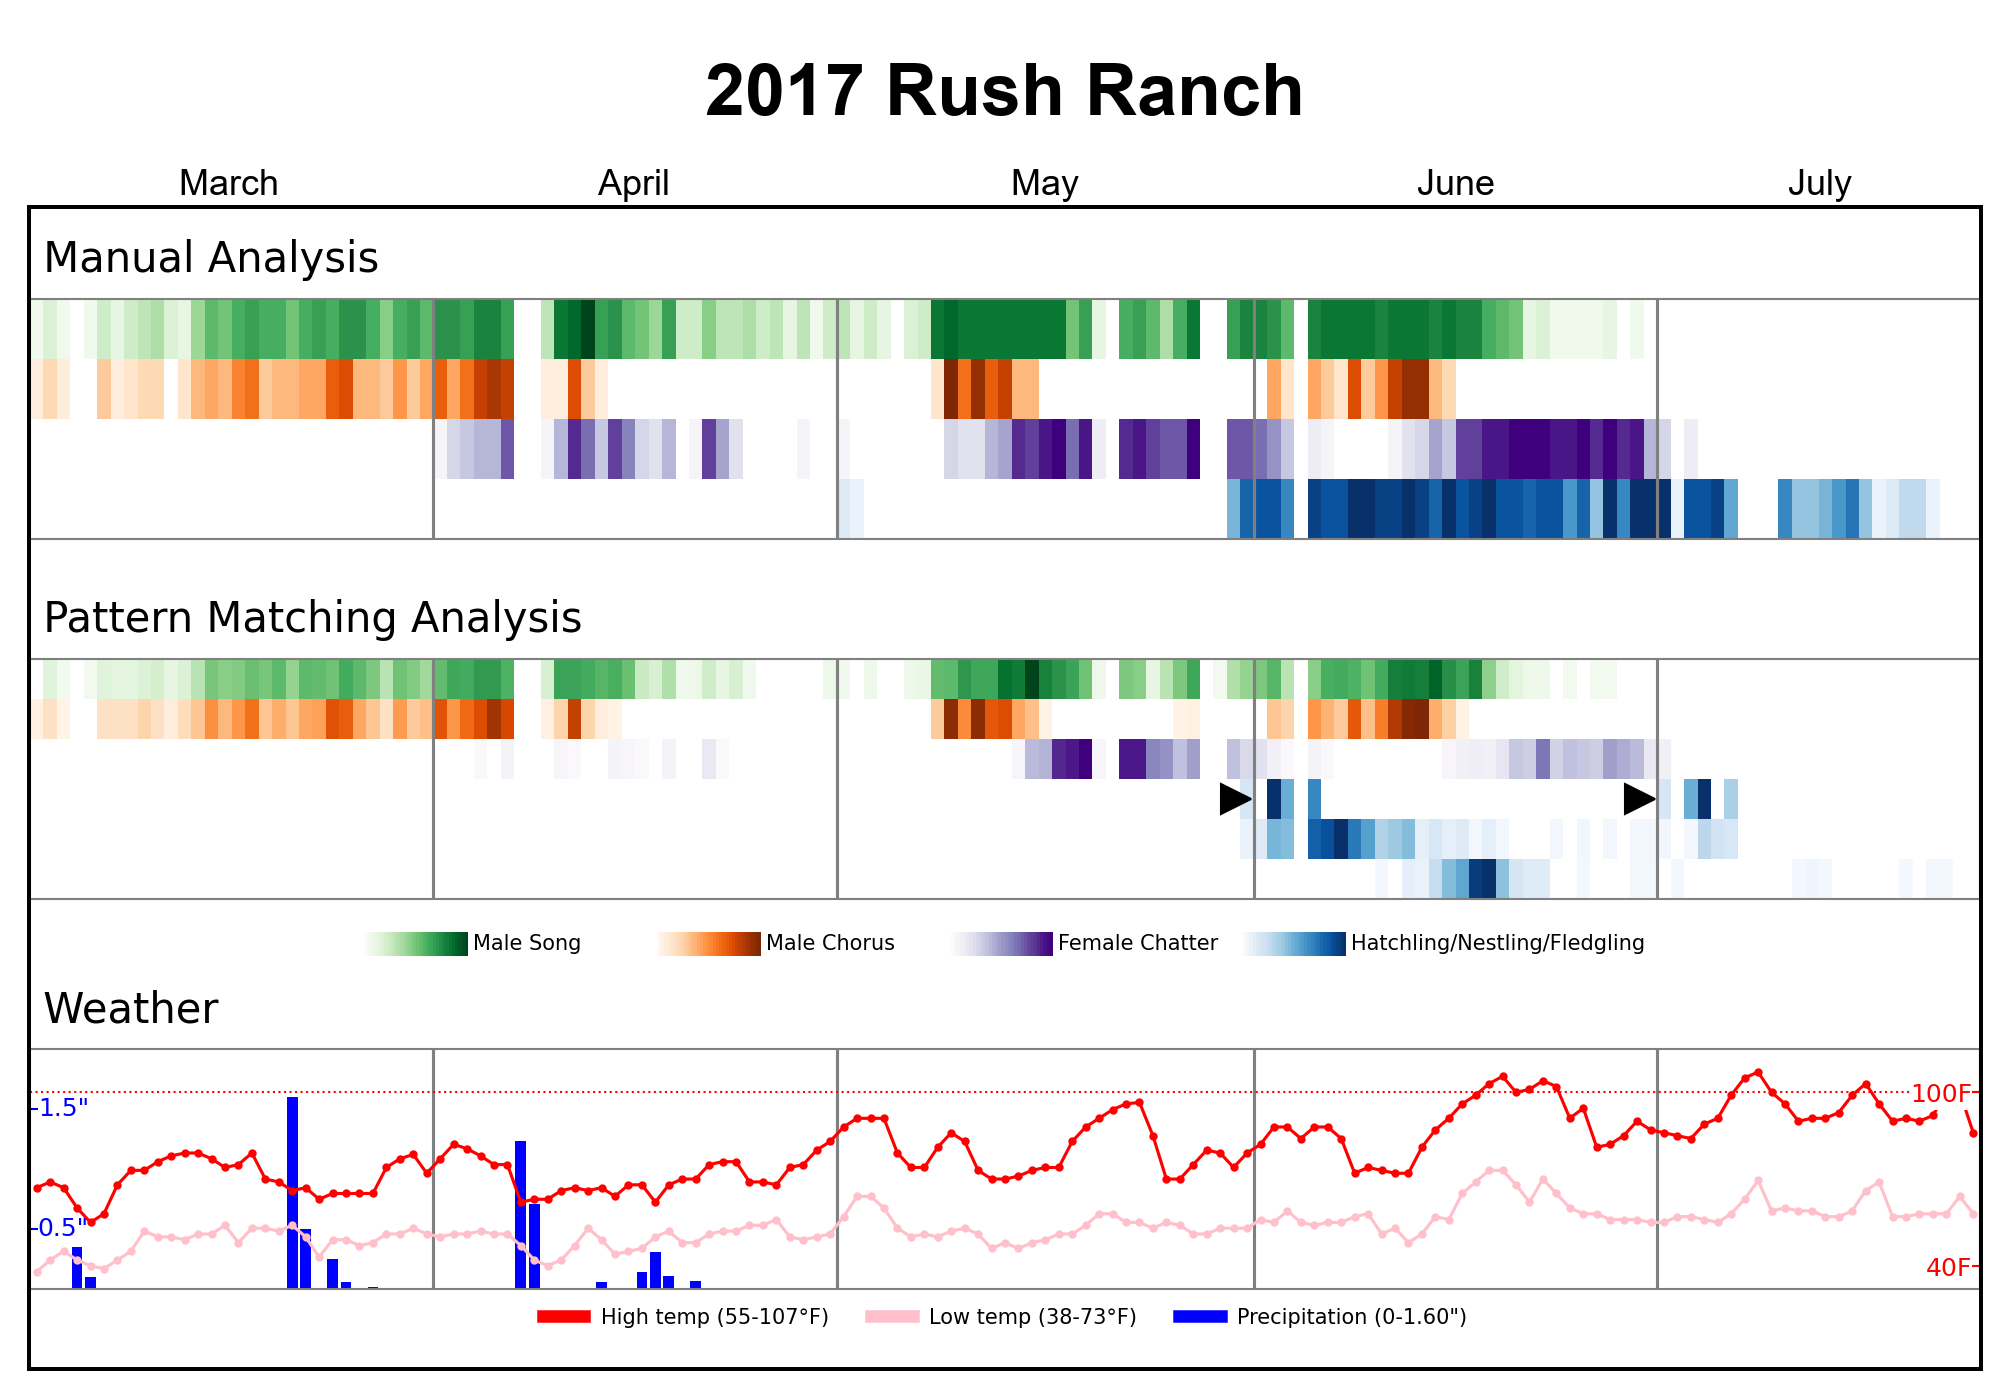 2017 Rush Ranch
March April May June July
Manual Analysis
Pattern Matching Analysis
Male Song Male Chorus Female Chatter Hatchling/Nestling/Fledgling
Weather
1.5" 100F
0.5"
40F
High temp (55-107°F) Low temp (38-73°F) Precipitation (0-1.60")